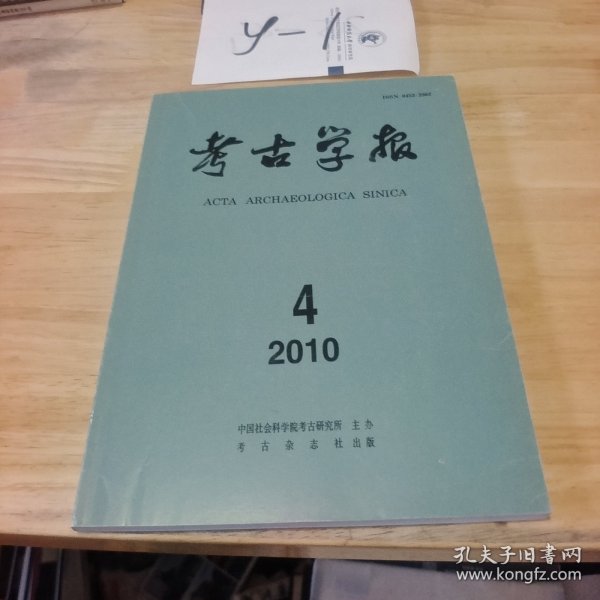 y-1
ISSN 0453-2902
考古学报
ACTA ARCHAEOLOGICA SINICA
4
2010
中国社会科学院考古研究所 主办
考古杂志社出版
孔夫子旧书网
www.kongfz.com